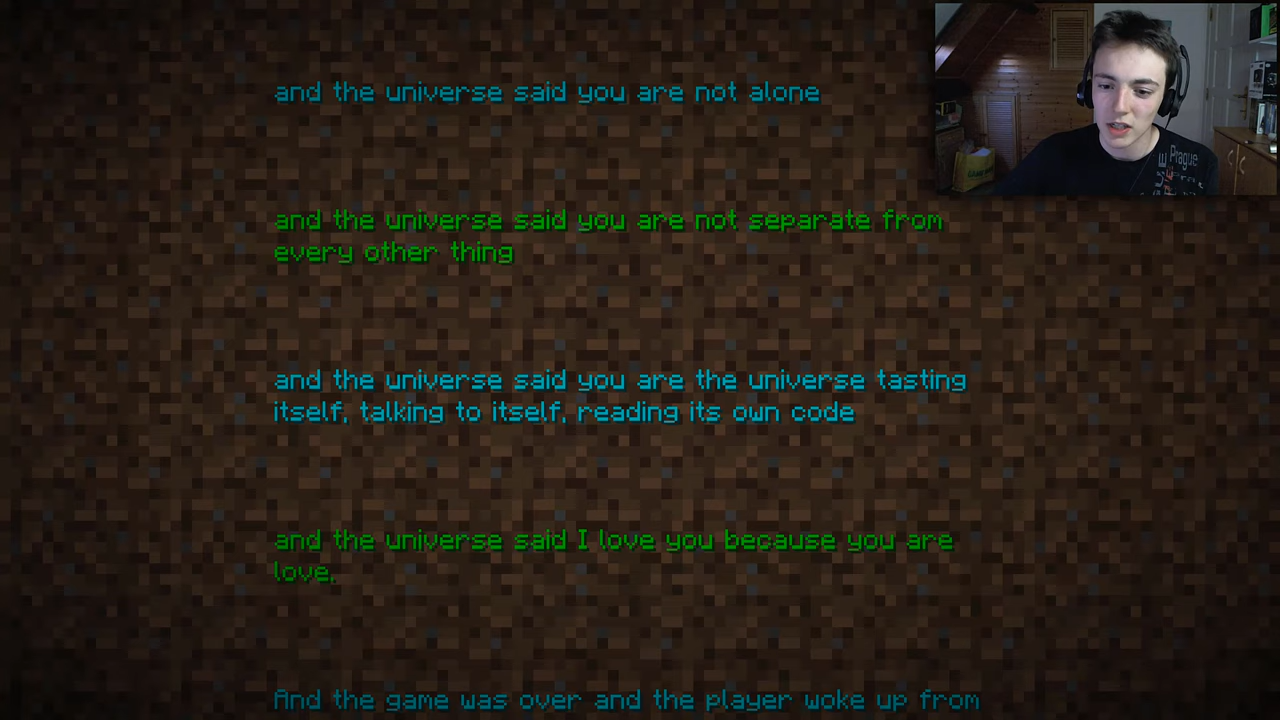 and the universe said you are not alone
and the universe said you are not separate from
every other thing
and the universe said you are the universe tasting
itself, talking to itself, reading its own code
and the universe said I love you because you are
love.
And the game was over and the player woke up from
Prague